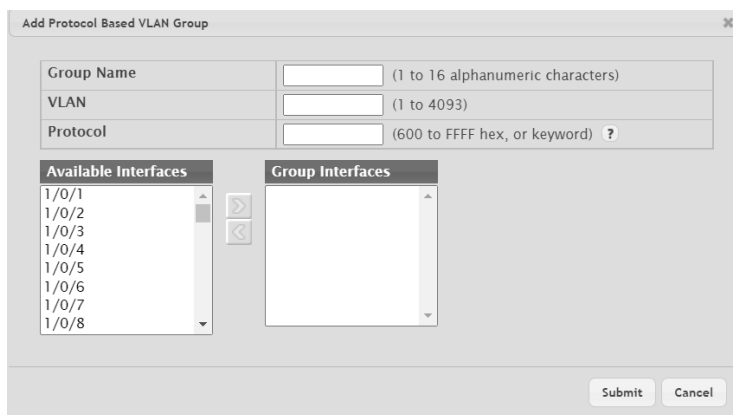 Add Protocol Based VLAN Group
Group Name (1 to 16 alphanumeric characters)
VLAN (1 to 4093)
Protocol (600 to FFFF hex, or keyword) ?
Available Interfaces Group Interfaces
1/0/1
1/0/2
1/0/3
1/0/4
1/0/5
1/0/6
1/0/7
1/0/8
Submit Cancel